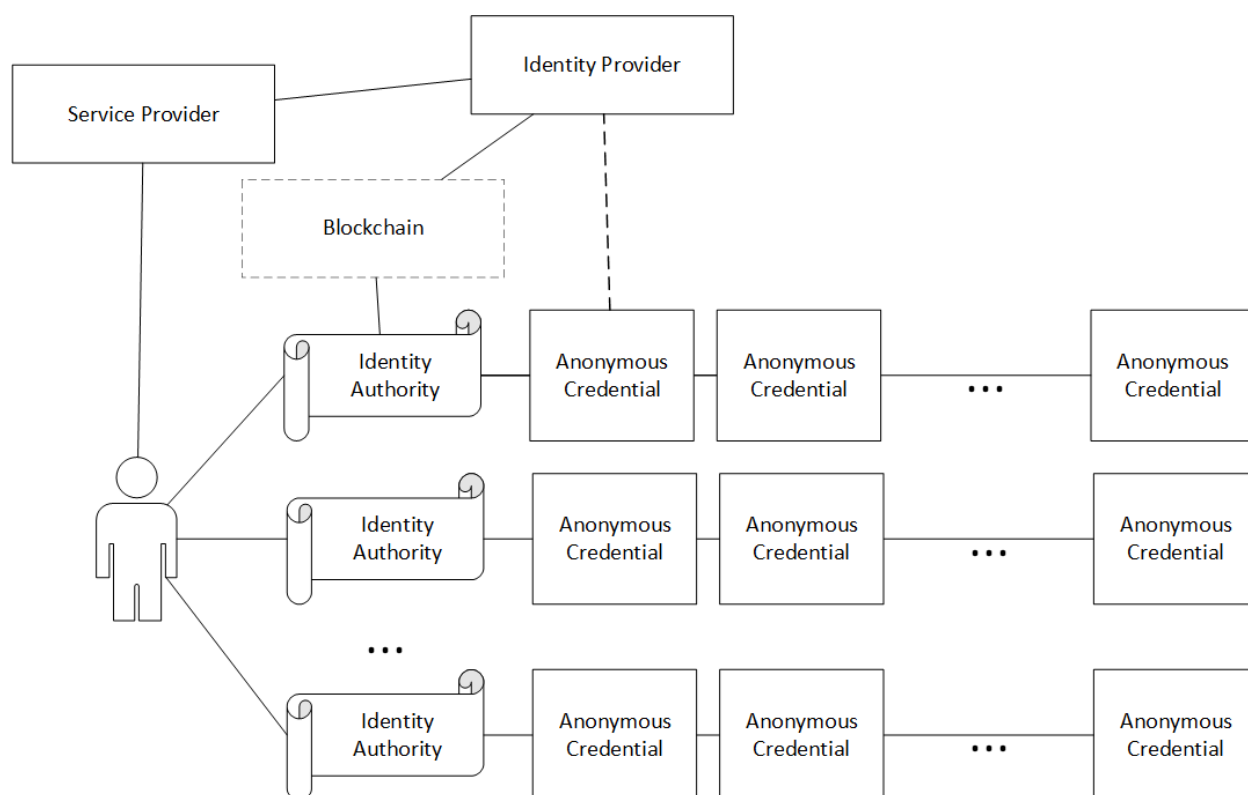 Identity Provider
Service Provider
Blockchain
Identity
Authority
Anonymous
Credential
Anonymous
Credential
...
Anonymous
Credential
Identity
Authority
Anonymous
Credential
Anonymous
Credential
...
Anonymous
Credential
...
Identity
Authority
Anonymous
Credential
Anonymous
Credential
...
Anonymous
Credential